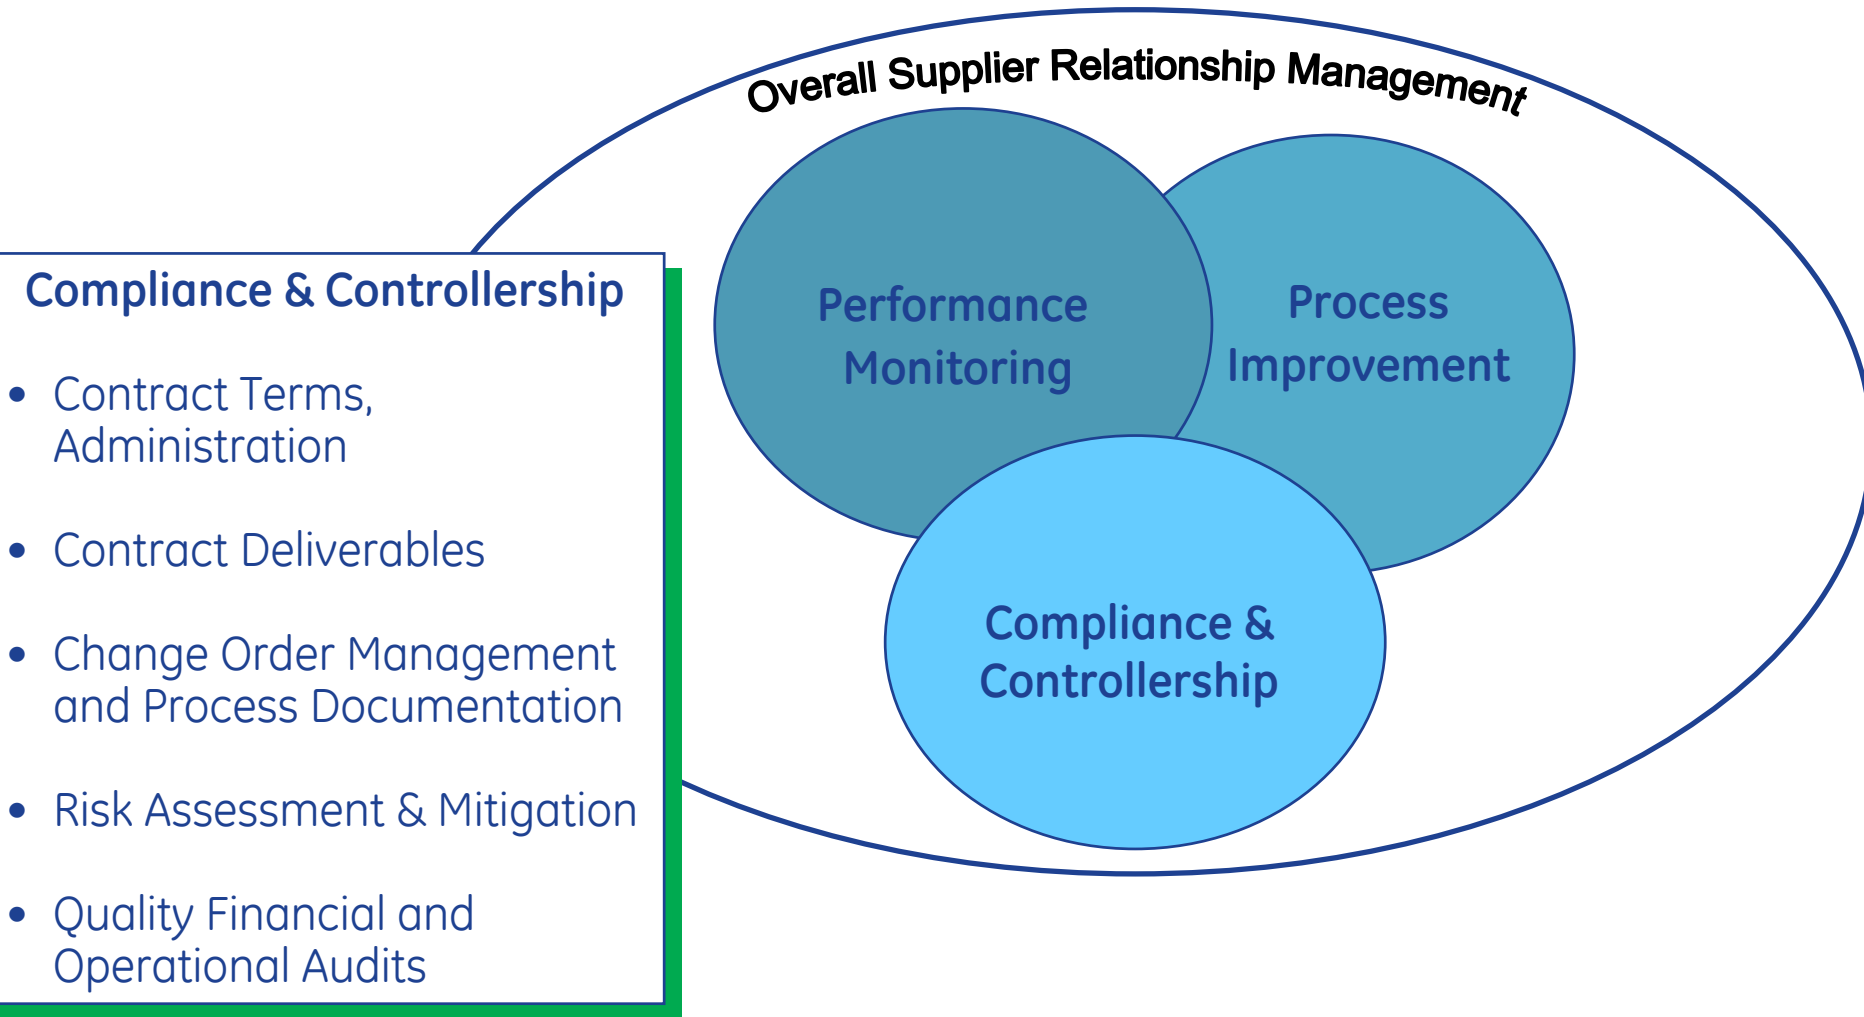 Overall Supplier Relationship Management
Performance
Monitoring
Process
Improvement
Compliance &
Controllership
Compliance & Controllership
• Contract Terms,
Administration
• Contract Deliverables
• Change Order Management
and Process Documentation
• Risk Assessment & Mitigation
• Quality Financial and
Operational Audits